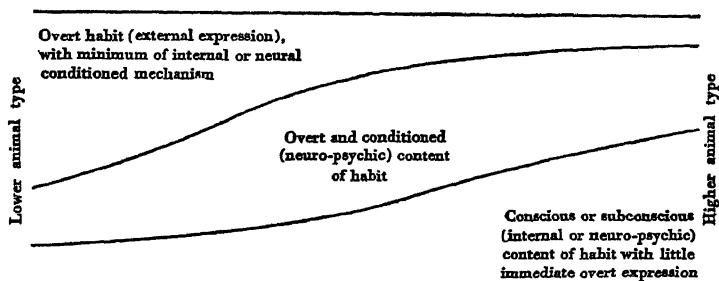 Overt habit (external expression),
with minimum of internal or neural
conditioned mechanism
Lower animal type
Overt and conditioned
(neuro-psychic) content
of habit
Higher animal type
Conscious or subconscious
(internal or neuro-psychic)
content of habit with little
immediate overt expression